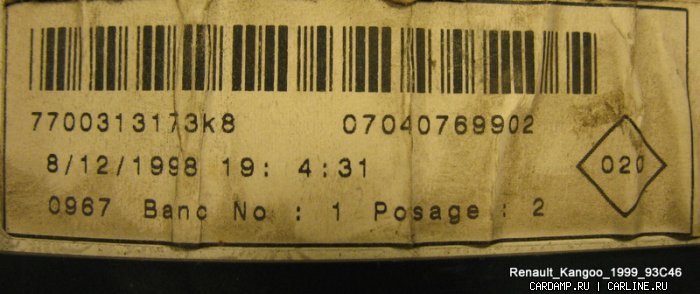 7700313173k8 07040769902
8/12/1998 19: 4:31
020
0967 Banc No : 1 Posage : 2
Renault_Kangoo_1999_93C46
CARDAMP.RU | CARLINE.RU